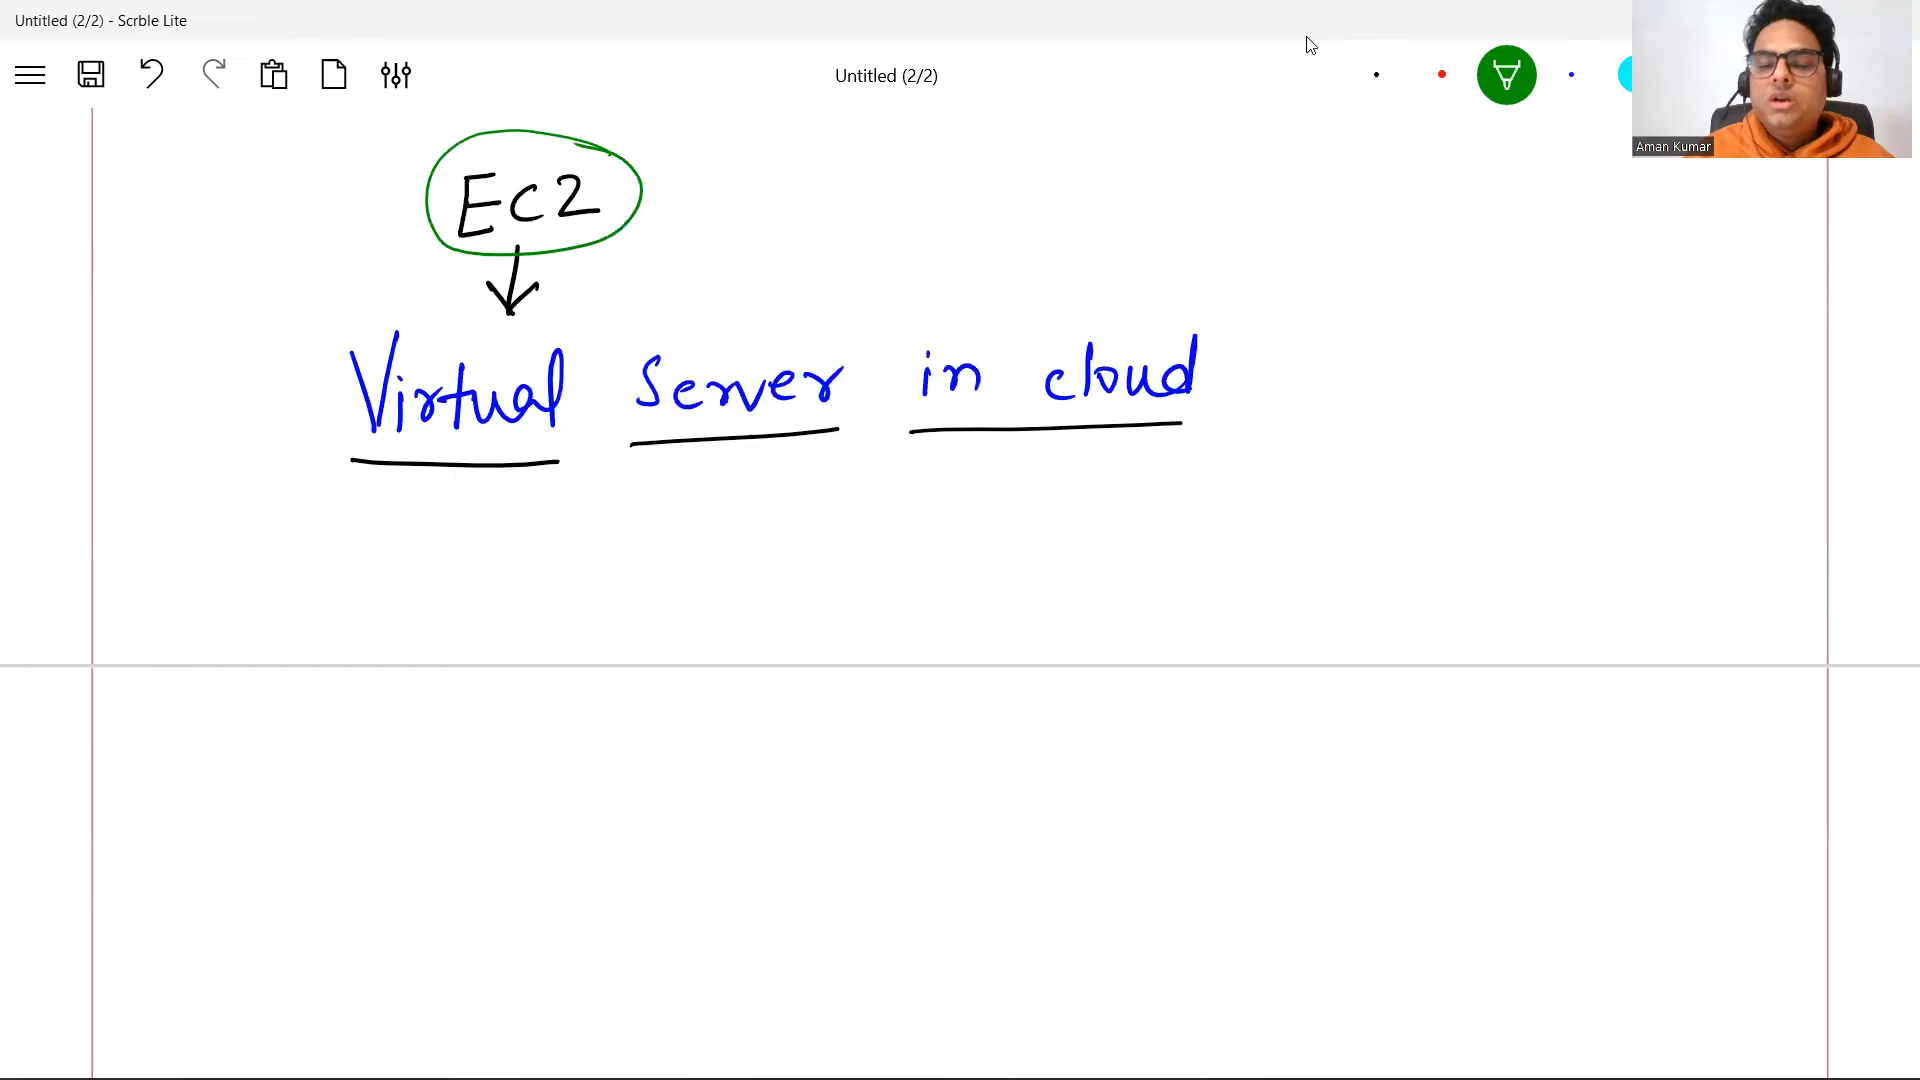 Untitled (2/2) - Scrble Lite
Untitled (2/2)
Aman Kumar
EC2
Virtual Server in cloud